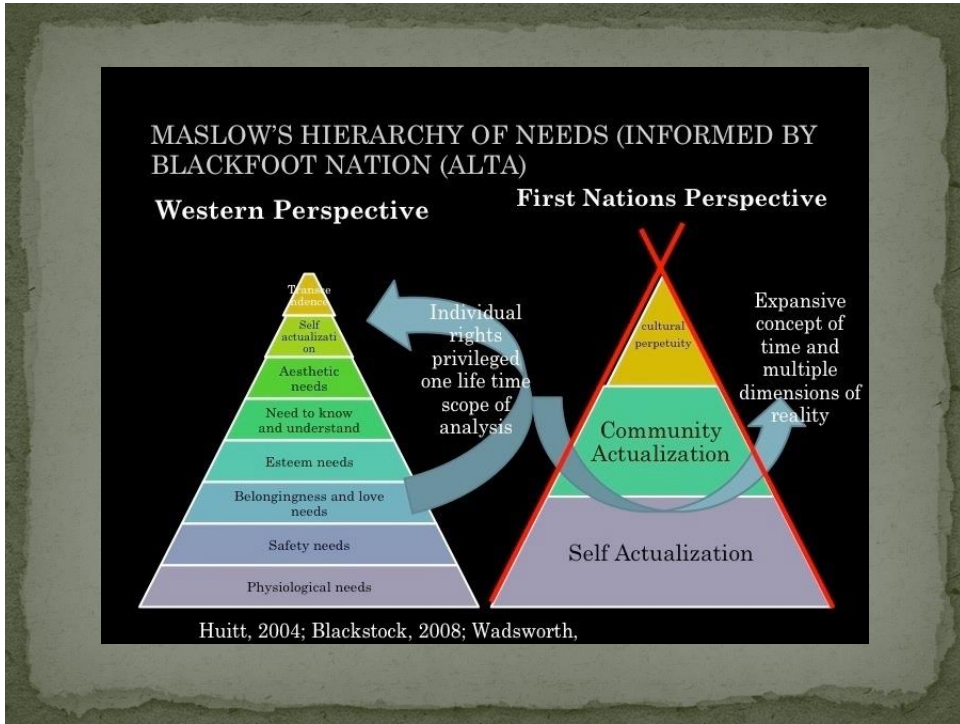 MASLOW'S HIERARCHY OF NEEDS (INFORMED BY
BLACKFOOT NATION (ALTA)
Western Perspective
Transce
ndence
Self
actualizati
on
Aesthetic
needs
Need to know
and understand
Esteem needs
Belongingness and love
needs
Safety needs
Physiological needs
Individual
rights
privileged
one life time
scope of
analysis
First Nations Perspective
cultural
perpetuity
Community
Actualization
Self Actualization
Expansive
concept of
time and
multiple
dimensions of
reality
Huitt, 2004; Blackstock, 2008; Wadsworth,